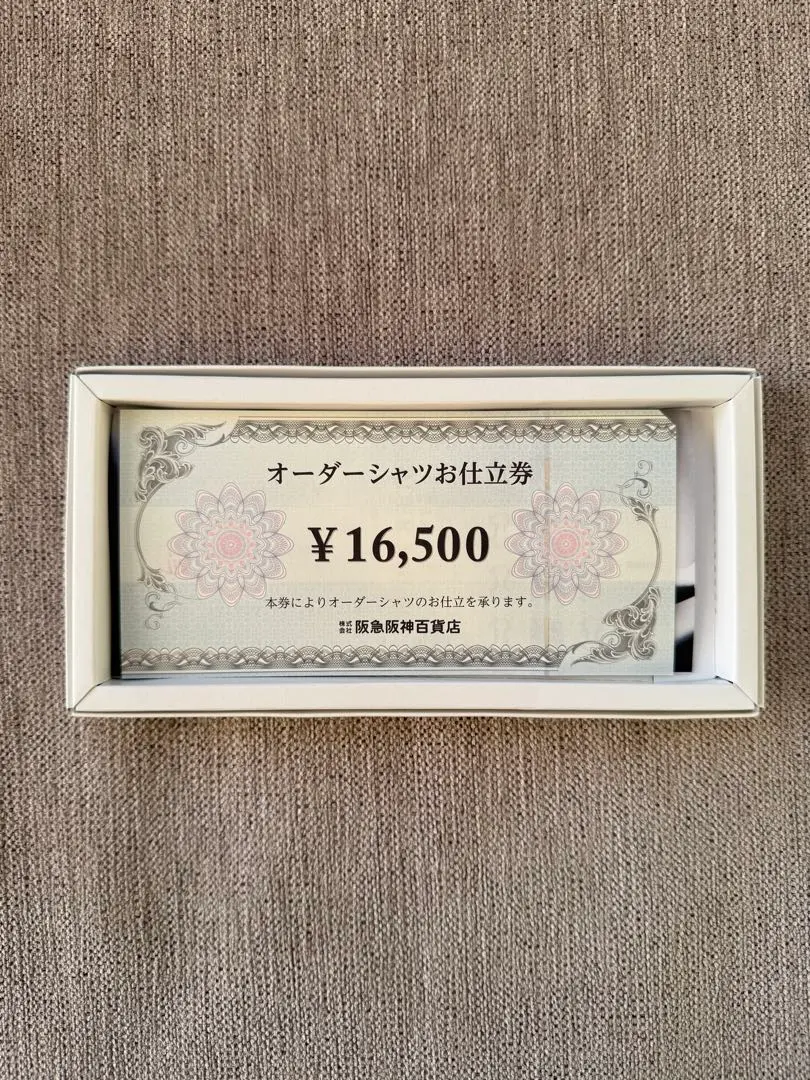 オーダーシャツお仕立券
¥16,500
本券によりオーダーシャツのお仕立を承ります。
株式会社 阪急阪神百貨店